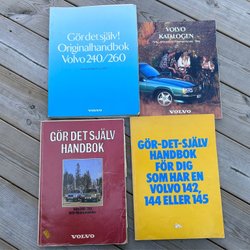 Gör det själv!
Originalhandbok
Volvo 240/260
VOLVO
VOLVO
KATALOGEN
VOLVO
GÖR DET SJÄLV
HANDBOK
VOLVO
GÖR-DET-SJÄLV
HANDBOK
FÖR DIG
SOM HAR EN
VOLVO 142,
144 ELLER 145